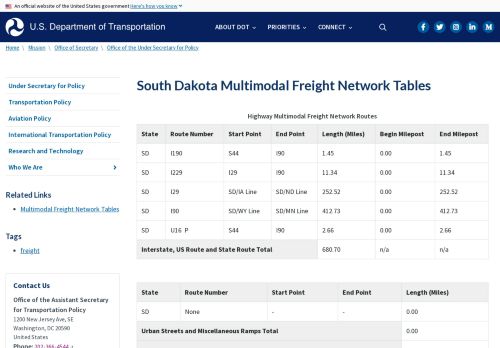 An official website of the United States government Here's how you know
U.S. Department of Transportation
ABOUT DOT
PRIORITIES
CONNECT
Home \ Mission \ Office of Secretary \ Office of the Under Secretary for Policy
Under Secretary for Policy
Transportation Policy
Aviation Policy
International Transportation Policy
Research and Technology
Who We Are
Related Links
Multimodal Freight Network Tables
Tags
freight
Contact Us
Office of the Assistant Secretary
for Transportation Policy
1200 New Jersey Ave, SE
Washington, DC 20590
United States
Phone: 202-366-4544
South Dakota Multimodal Freight Network Tables
Highway Multimodal Freight Network Routes
State Route Number Start Point End Point Length (Miles) Begin Milepost End Milepost
SD I190 S44 I90 1.45 0.00 1.45
SD I229 I29 I90 11.34 0.00 11.34
SD I29 SD/IA Line SD/ND Line 252.52 0.00 252.52
SD I90 SD/WY Line SD/MN Line 412.73 0.00 412.73
SD U16 P S44 I90 2.66 0.00 2.66
Interstate, US Route and State Route Total 680.70 n/a n/a
State Route Number Start Point End Point Length (Miles)
SD None - - 0.00
Urban Streets and Miscellaneous Ramps Total 0.00